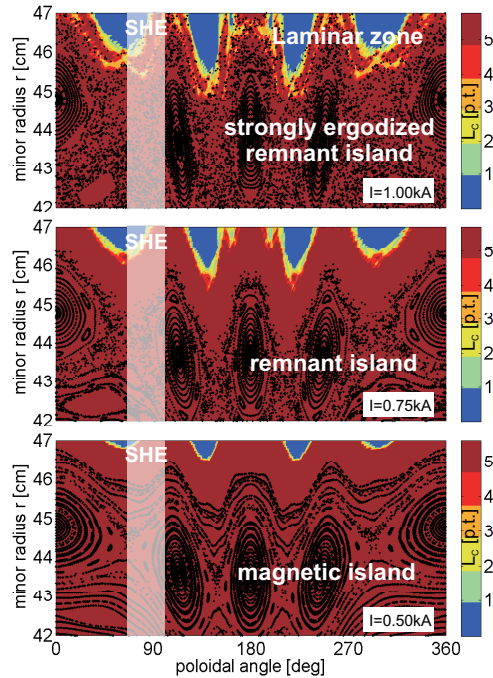 47
46
45
44
43
42
minor radius r [cm]
SHE
Laminar zone
strongly ergodized
remnant island
I=1.00kA
5
4
3
2
1
L_C [p.t.]
47
46
45
44
43
42
minor radius r [cm]
SHE
remnant island
I=0.75kA
5
4
3
2
1
L_C [p.t.]
47
46
45
44
43
42
minor radius r [cm]
SHE
magnetic island
I=0.50kA
5
4
3
2
1
L_C [p.t.]
0 90 180 270 360
poloidal angle [deg]